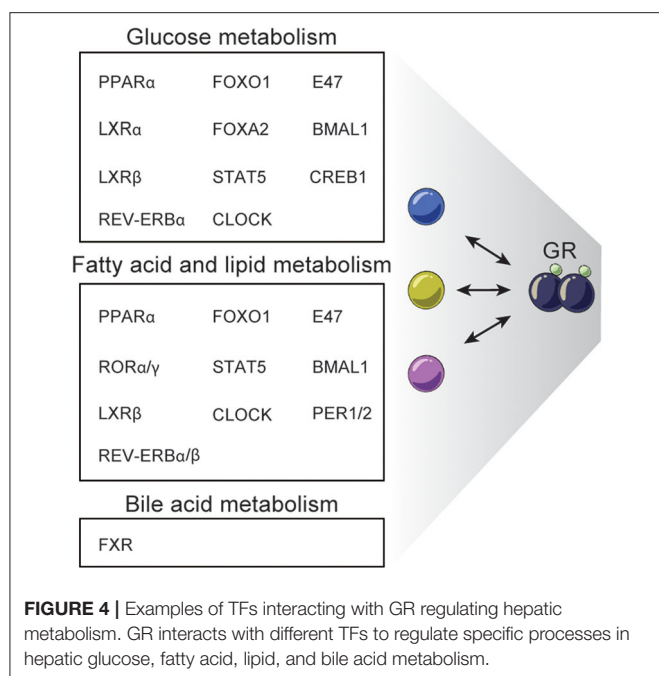 Glucose metabolism
PPARα FOXO1 E47
LXRα FOXA2 BMAL1
LXRβ STAT5 CREB1
REV-ERBα CLOCK
GR
Fatty acid and lipid metabolism
PPARα FOXO1 E47
RORα/γ STAT5 BMAL1
LXRβ CLOCK PER1/2
REV-ERBα/β
Bile acid metabolism
FXR
FIGURE 4 | Examples of TFs interacting with GR regulating hepatic
metabolism. GR interacts with different TFs to regulate specific processes in
hepatic glucose, fatty acid, lipid, and bile acid metabolism.